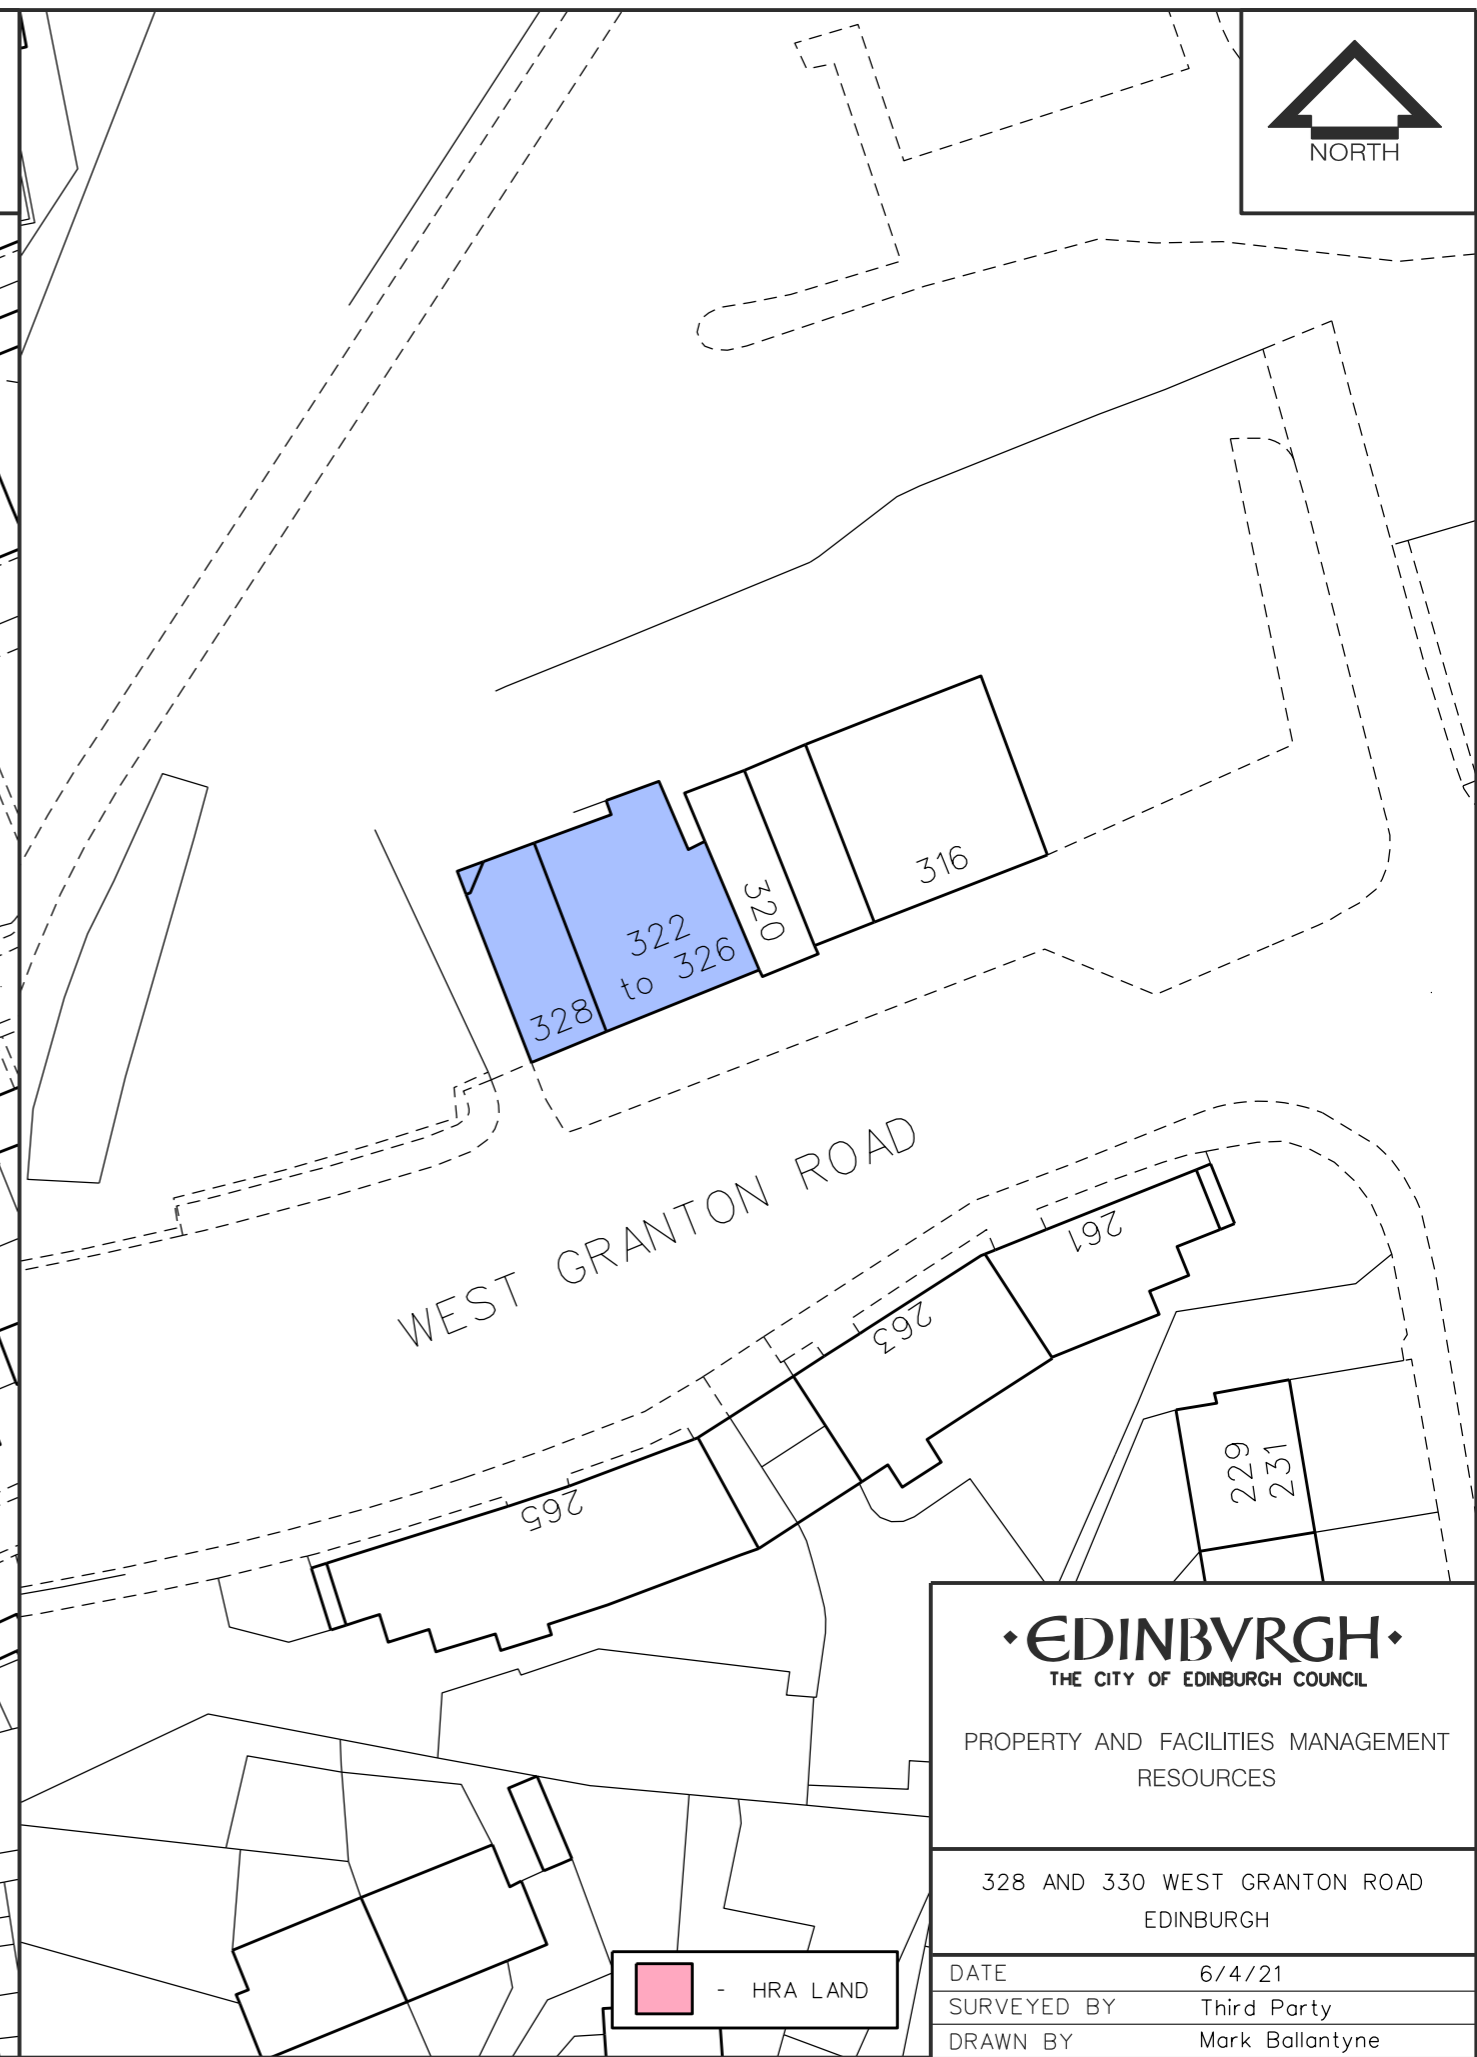 NORTH
316
320
322
to 326
328
WEST GRANTON ROAD
261
263
265
229
231
·EDINBVRGH·
THE CITY OF EDINBURGH COUNCIL
PROPERTY AND FACILITIES MANAGEMENT
RESOURCES
328 AND 330 WEST GRANTON ROAD
EDINBURGH
- HRA LAND
DATE 6/4/21
SURVEYED BY Third Party
DRAWN BY Mark Ballantyne